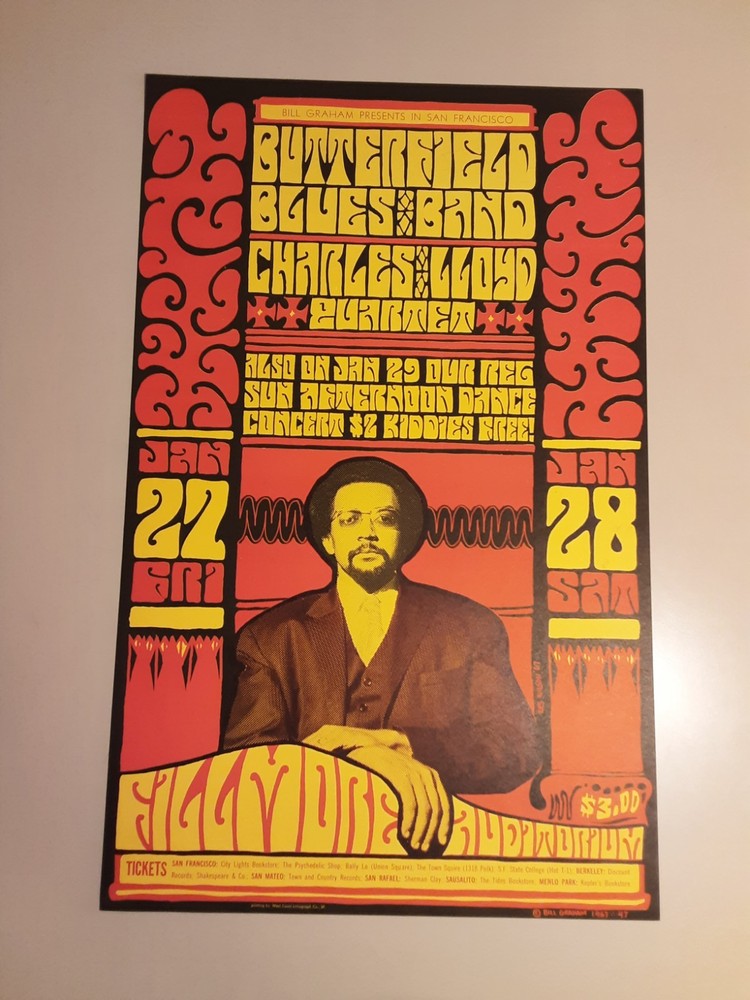 BILL GRAHAM PRESENTS IN SAN FRANCISCO
BUTTERFIELD
BLUES BAND
CHARLES LLOYD
QUARTET
ALSO ON JAN 29 OUR REG
SUN AFTERNOON DANCE
CONCERT $2 KIDDIES FREE!
JAN
27
FRI
JAN
28
SAT
$3.00
FILLMORE AUDITORIUM
TICKETS SAN FRANCISCO: City Lights Bookstore; The Psychedelic Shop; Bally Lo (Union Square); The Town Squire (1318 Polk); S.F. State College (Hut T-1); BERKELEY: Discount
Records; Shakespeare & Co.; SAN MATEO: Town and Country Records; SAN RAFAEL: Sherman Clay; SAUSALITO: The Tides Bookstore; MENLO PARK: Kepler's Bookstore
© BILL GRAHAM 1967 47